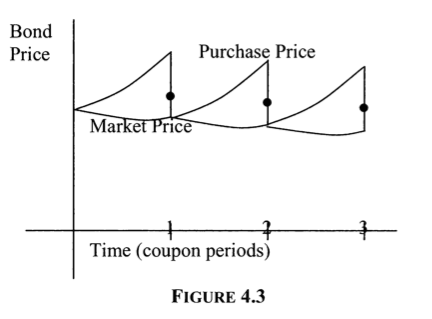 Bond
Price
Purchase Price
Market Price
1 2 3
Time (coupon periods)
FIGURE 4.3